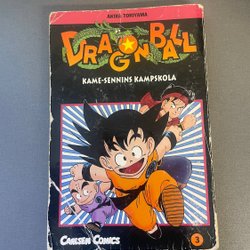 AKIRA TORIYAMA
DRAGON BALL
KAME-SENNINS KAMPSKOLA
CARLSEN COMICS
3